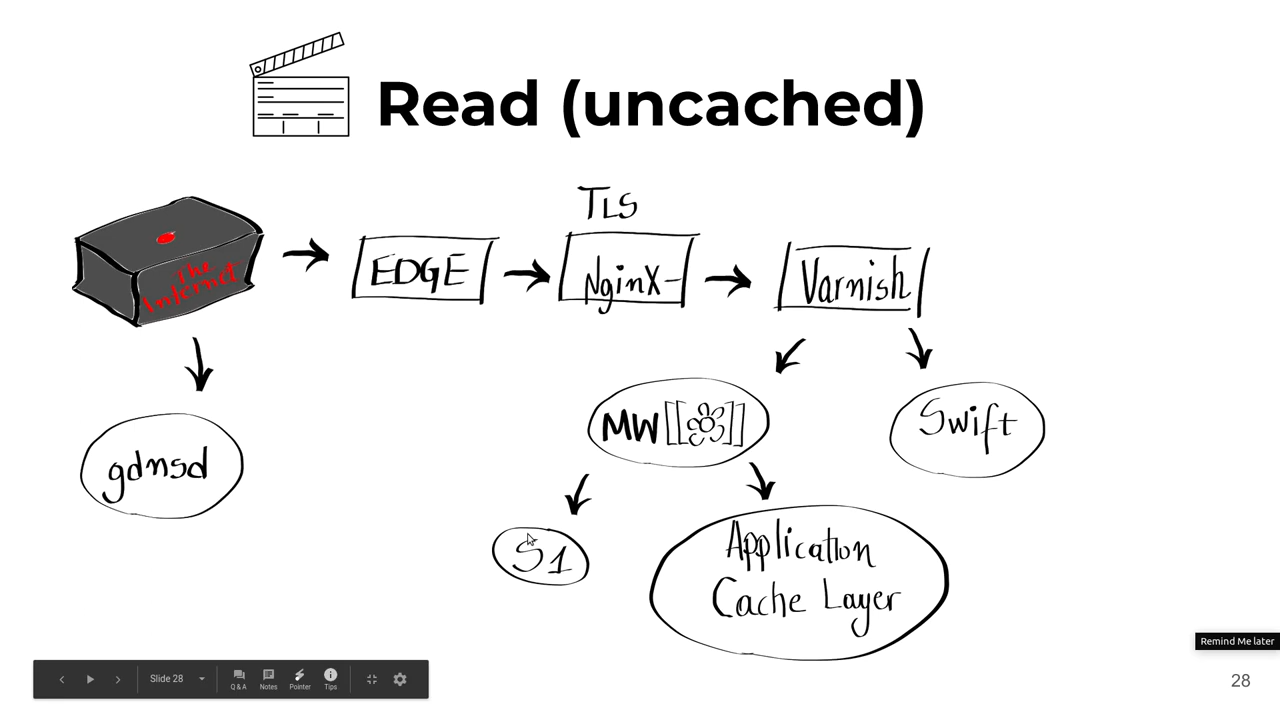 Read (uncached)
The
Internet
EDGE
TLS
Nginx-
Varnish
gdnsd
MW[[
]]
Swift
S1
Application
Cache Layer
Remind Me later
Slide 28
Q & A
Notes
Pointer
Tips
28